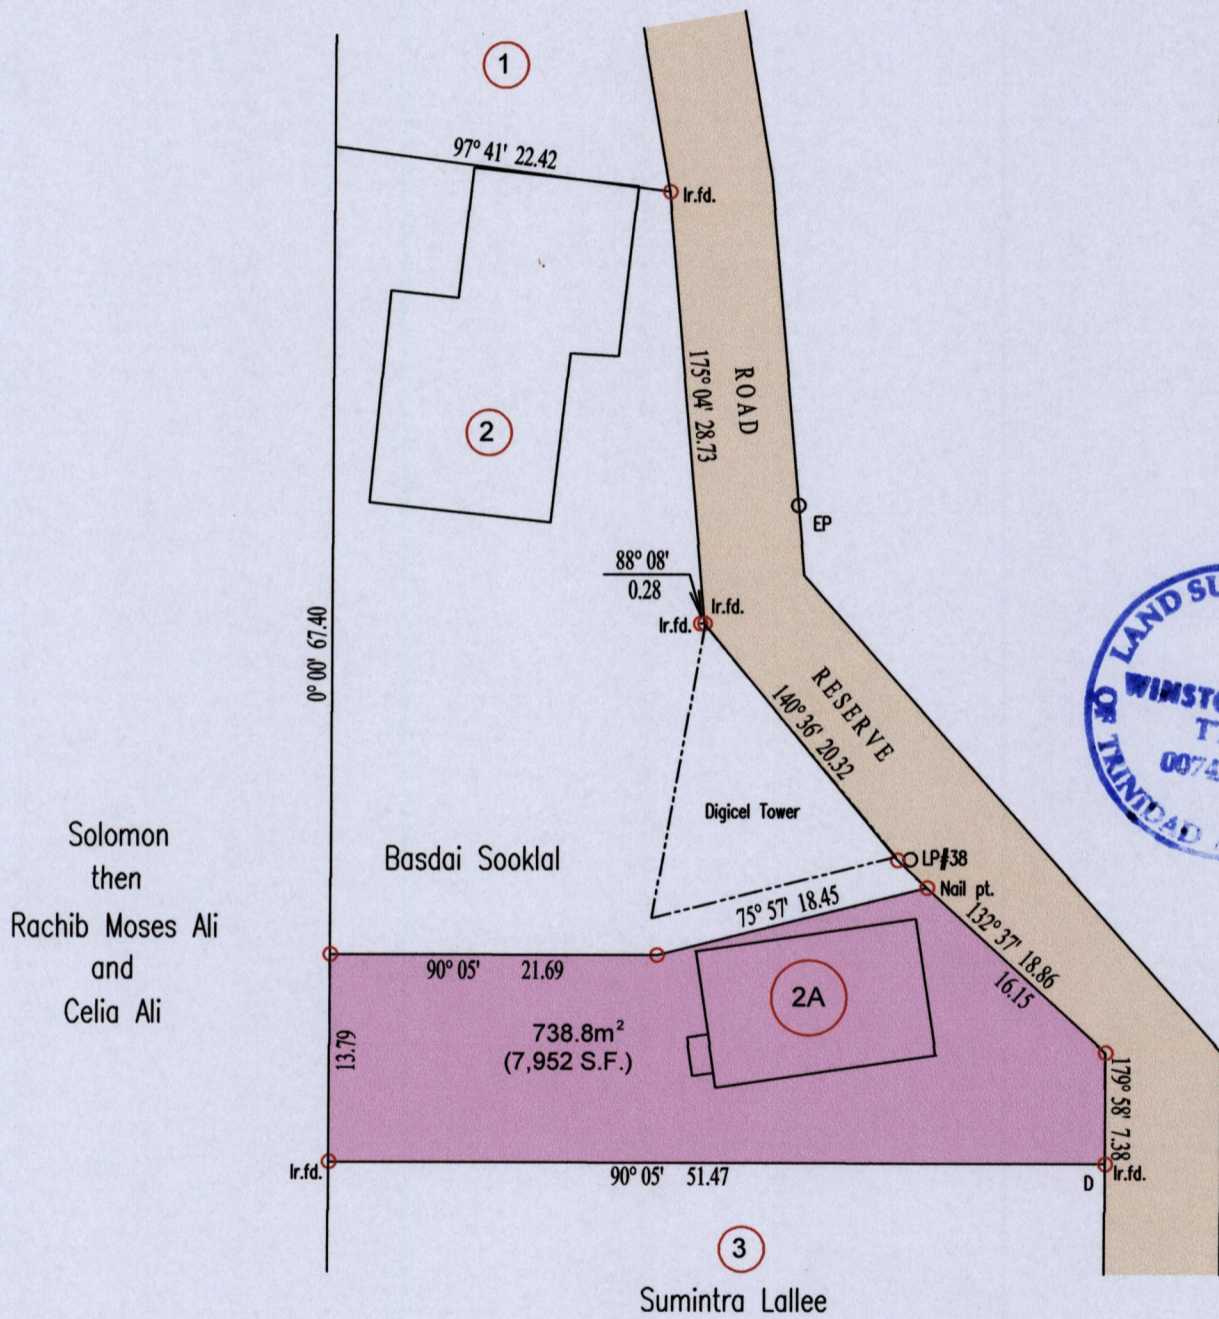 1
97° 41' 22.42
Ir.fd.
175° 04' 28.73
ROAD
2
EP
88° 08'
0.28
Ir.fd.
Ir.fd.
0° 00' 67.40
RESERVE
140° 36' 20.32
LAND
WINST
OF TRINIDAD
Digicel Tower
Solomon
then
Rachib Moses Ali
and
Celia Ali
Basdai Sooklal
LP#38
Nail pt.
75° 57' 18.45
132° 37' 18.86
16.15
90° 05' 21.69
2A
738.8m²
(7,952 S.F.)
13.79
179° 58' 7.38
Ir.fd.
90° 05' 51.47
D
Ir.fd.
3
Sumintra Lallee